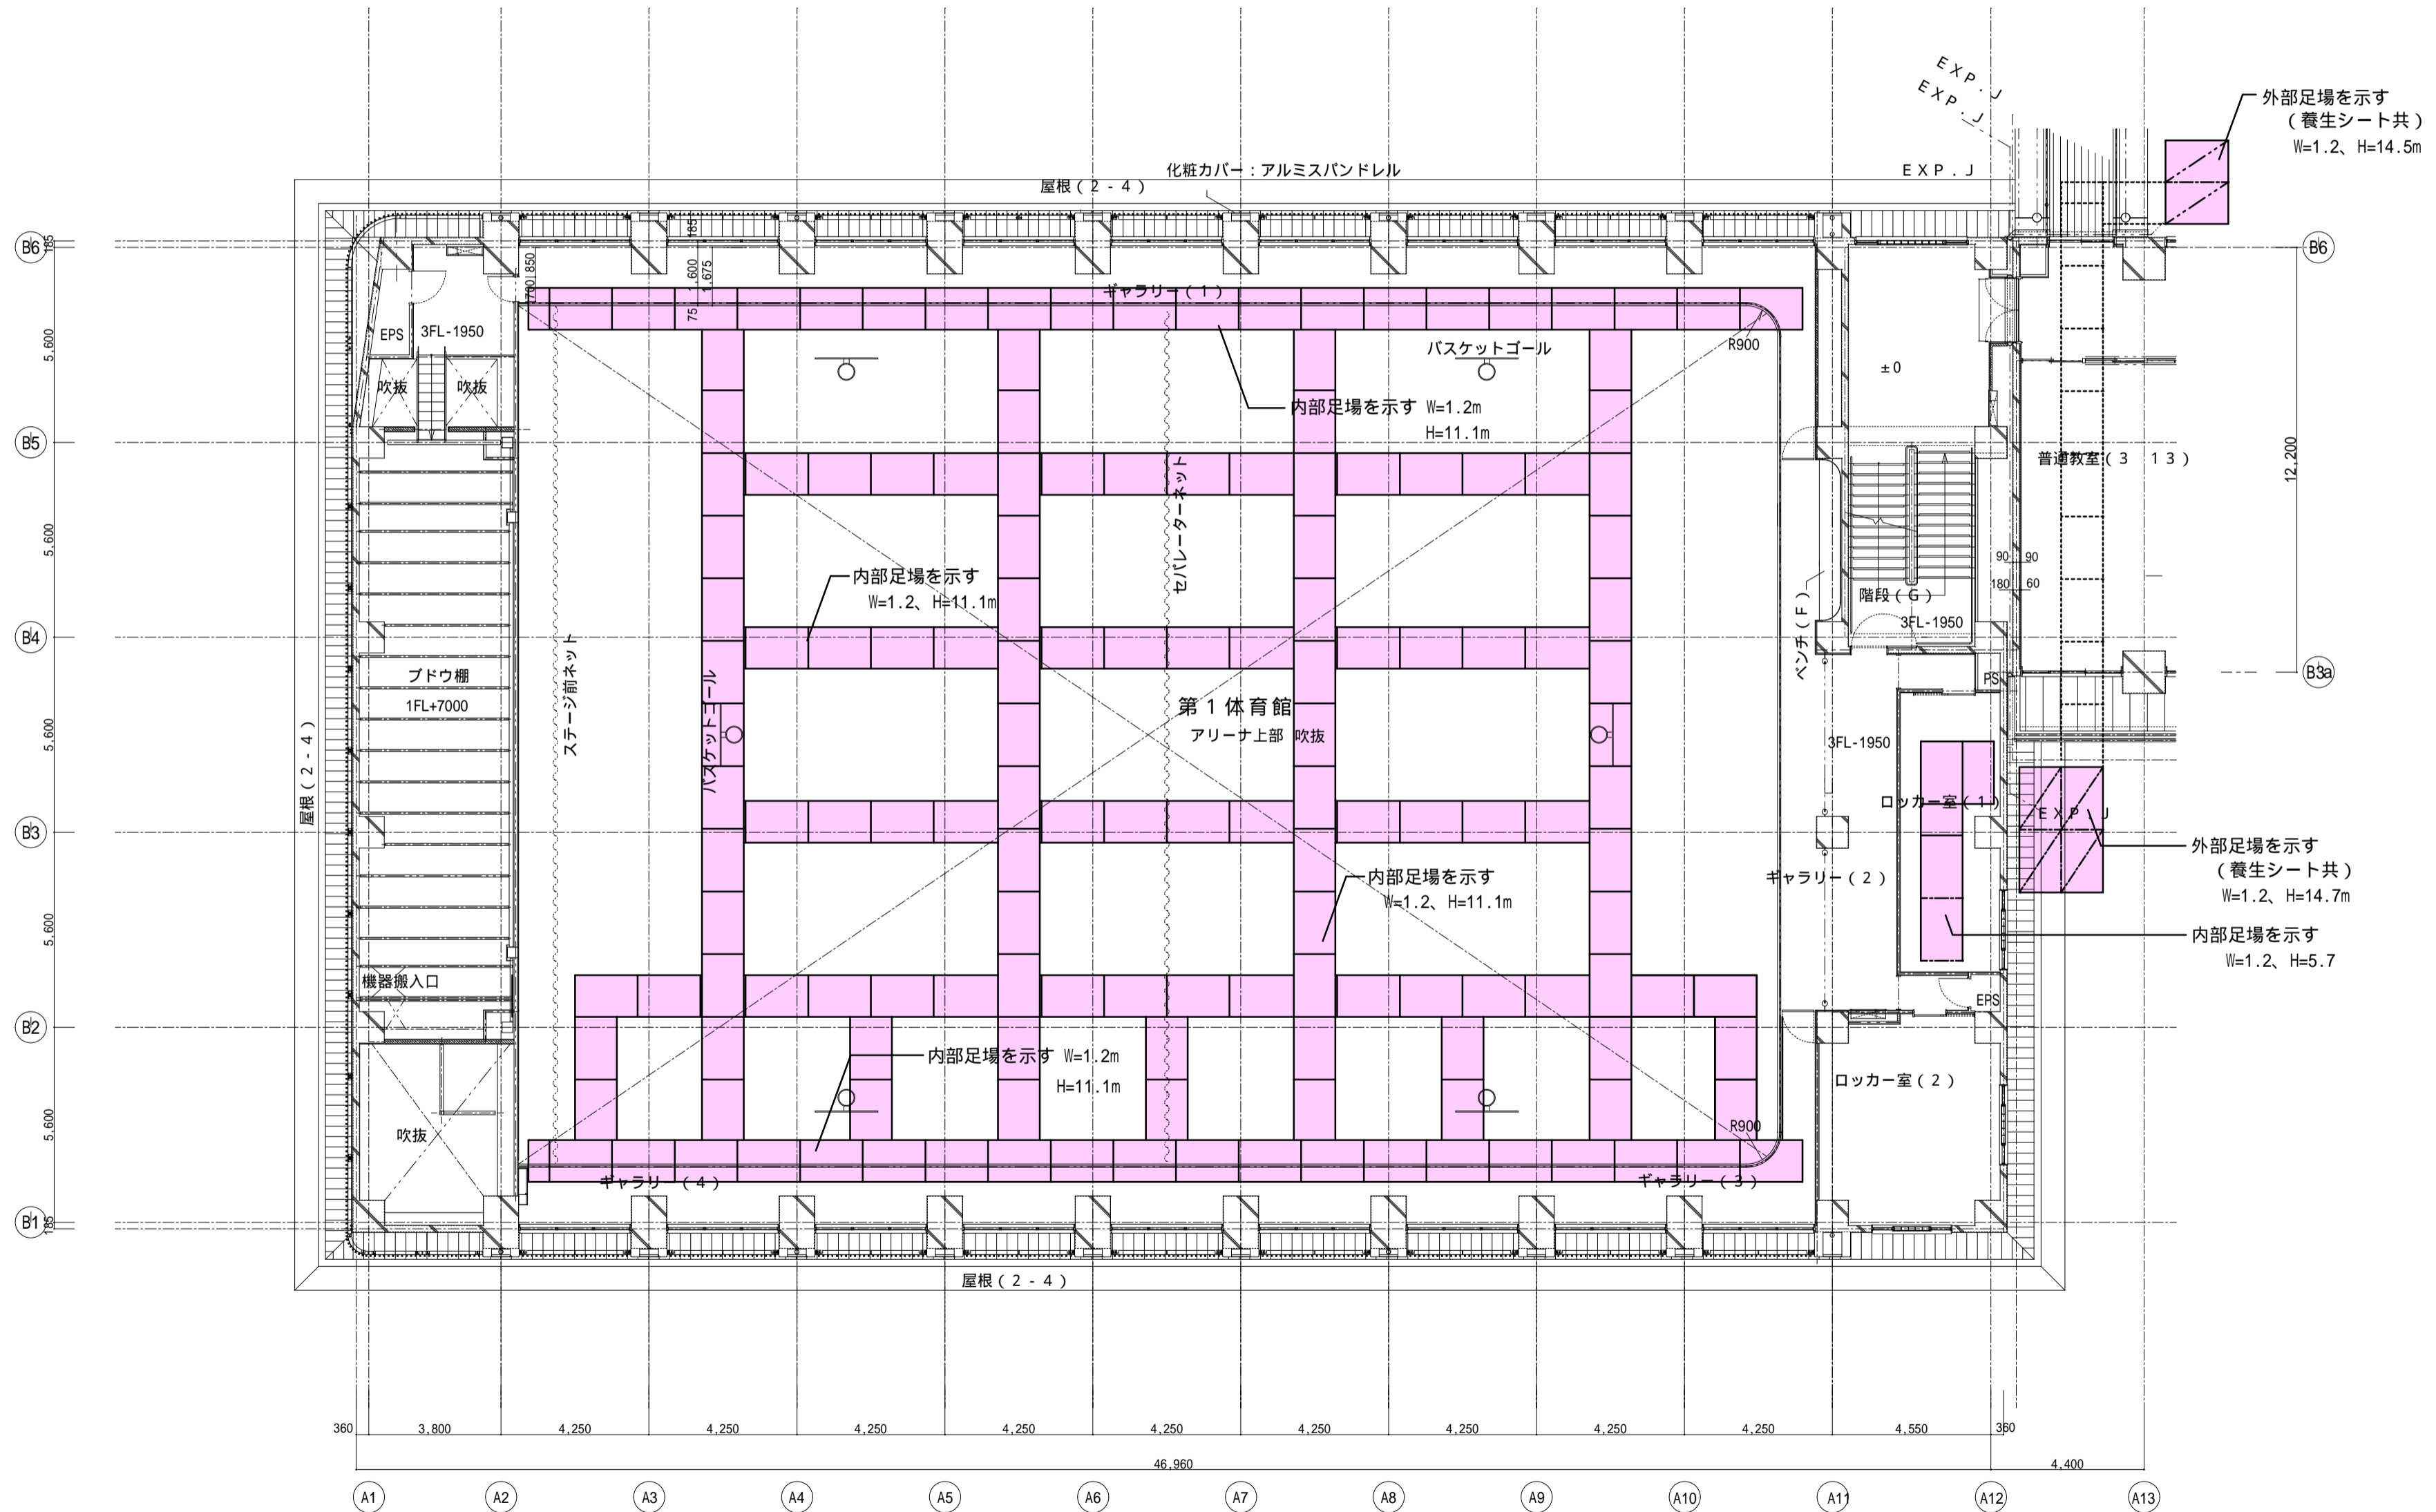 EXP.J
EXP.J
外部足場を示す
(養生シート共)
W=1.2、H=14.5m
化粧カバー：アルミスパンドレル
EXP.J
屋根(2-4)
B6
185
185
B6
700
850
1,600
1,675
75
ギャラリー(1)
5,600
EPS
3FL-1950
R900
バスケットゴール
±0
吹抜
吹抜
内部足場を示す W=1.2m
H=11.1m
B5
普通教室(3 13)
12,200
セパレーターネット
5,600
90
90
180
60
内部足場を示す
W=1.2、H=11.1m
階段(G)
3FL-1950
ベンチ(F)
B4
ステージ前ネット
ブドウ棚
1FL+7000
バスケットゴール
PS
B3a
第1体育館
アリーナ上部 吹抜
5,600
3FL-1950
屋根(2-4)
ロッカー室(1)
EXP.J
B3
外部足場を示す
(養生シート共)
W=1.2、H=14.7m
ギャラリー(2)
内部足場を示す
W=1.2、H=11.1m
5,600
内部足場を示す
W=1.2、H=5.7
機器搬入口
EPS
B2
内部足場を示す W=1.2m
H=11.1m
ロッカー室(2)
5,600
吹抜
R900
ギャラリー(4)
ギャラリー(3)
B1
185
屋根(2-4)
360
3,800
4,250
4,250
4,250
4,250
4,250
4,250
4,250
4,250
4,250
4,550
360
46,960
4,400
A1
A2
A3
A4
A5
A6
A7
A8
A9
A10
A11
A12
A13